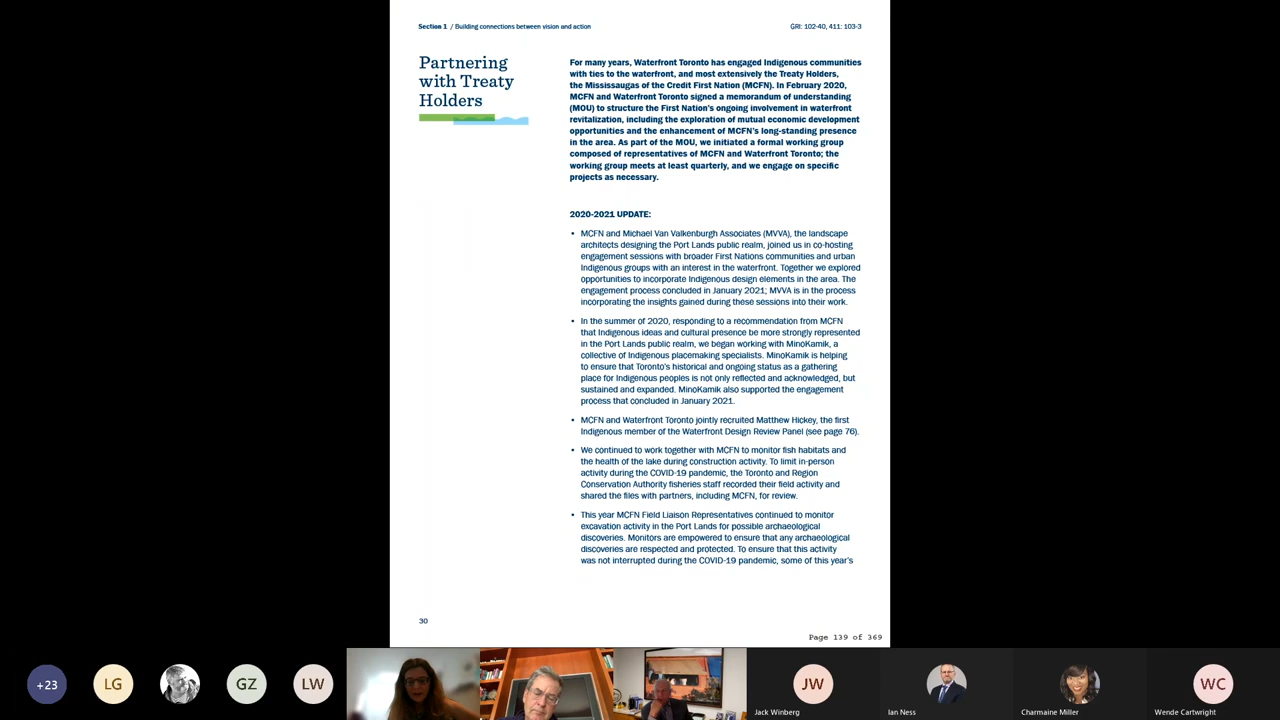 Section 1 / Building connections between vision and action
GRI: 102-40, 411: 103-3
Partnering
with Treaty
Holders
For many years, Waterfront Toronto has engaged Indigenous communities
with ties to the waterfront, and most extensively the Treaty Holders,
the Mississaugas of the Credit First Nation (MCFN). In February 2020,
MCFN and Waterfront Toronto signed a memorandum of understanding
(MOU) to structure the First Nation's ongoing involvement in waterfront
revitalization, including the exploration of mutual economic development
opportunities and the enhancement of MCFN's long-standing presence
in the area. As part of the MOU, we initiated a formal working group
composed of representatives of MCFN and Waterfront Toronto; the
working group meets at least quarterly, and we engage on specific
projects as necessary.
2020-2021 UPDATE:
• MCFN and Michael Van Valkenburgh Associates (MVVA), the landscape
architects designing the Port Lands public realm, joined us in co-hosting
engagement sessions with broader First Nations communities and urban
Indigenous groups with an interest in the waterfront. Together we explored
opportunities to incorporate Indigenous design elements in the area. The
engagement process concluded in January 2021; MVVA is in the process
incorporating the insights gained during these sessions into their work.
• In the summer of 2020, responding to a recommendation from MCFN
that Indigenous ideas and cultural presence be more strongly represented
in the Port Lands public realm, we began working with MinoKamik, a
collective of Indigenous placemaking specialists. MinoKamik is helping
to ensure that Toronto's historical and ongoing status as a gathering
place for Indigenous peoples is not only reflected and acknowledged, but
sustained and expanded. MinoKamik also supported the engagement
process that concluded in January 2021.
• MCFN and Waterfront Toronto jointly recruited Matthew Hickey, the first
Indigenous member of the Waterfront Design Review Panel (see page 76).
• We continued to work together with MCFN to monitor fish habitats and
the health of the lake during construction activity. To limit in-person
activity during the COVID-19 pandemic, the Toronto and Region
Conservation Authority fisheries staff recorded their field activity and
shared the files with partners, including MCFN, for review.
• This year MCFN Field Liaison Representatives continued to monitor
excavation activity in the Port Lands for possible archaeological
discoveries. Monitors are empowered to ensure that any archaeological
discoveries are respected and protected. To ensure that this activity
was not interrupted during the COVID-19 pandemic, some of this year's
30
Page 139 of 369
+23
LG
GZ
LW
JW
WC
Jack Winberg
Ian Ness
Charmaine Miller
Wende Cartwright